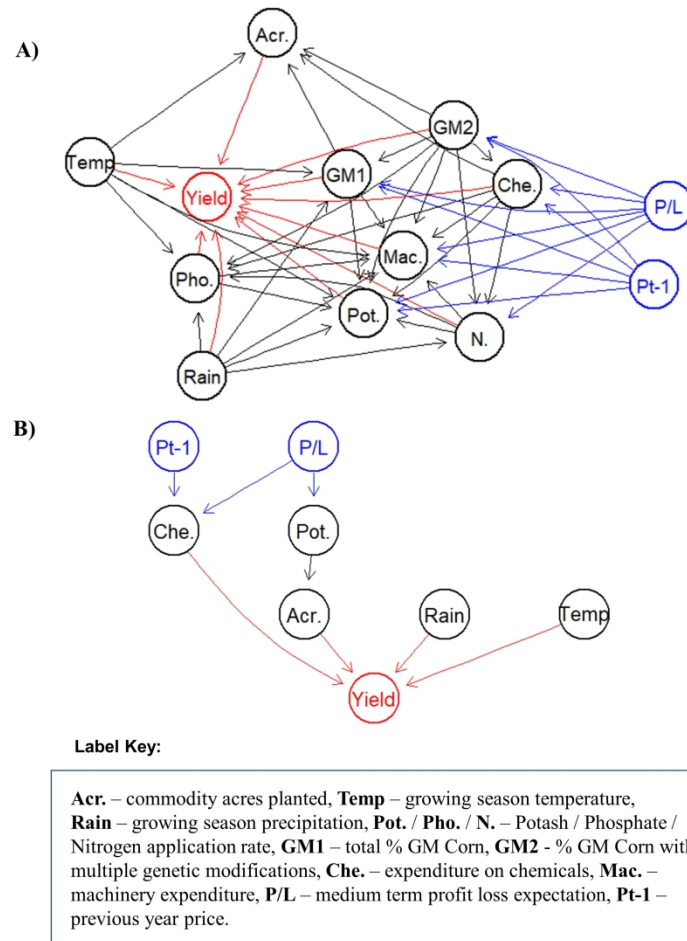 A)
Acr.
GM2
Temp
GM1
Che.
Yield
P/L
Mac.
Pho.
Pt-1
Pot.
N.
Rain
B)
Pt-1
P/L
Che.
Pot.
Acr.
Rain
Temp
Yield
Label Key:
Acr. – commodity acres planted, Temp – growing season temperature,
Rain – growing season precipitation, Pot. / Pho. / N. – Potash / Phosphate /
Nitrogen application rate, GM1 – total % GM Corn, GM2 - % GM Corn with
multiple genetic modifications, Che. – expenditure on chemicals, Mac. –
machinery expenditure, P/L – medium term profit loss expectation, Pt-1 –
previous year price.